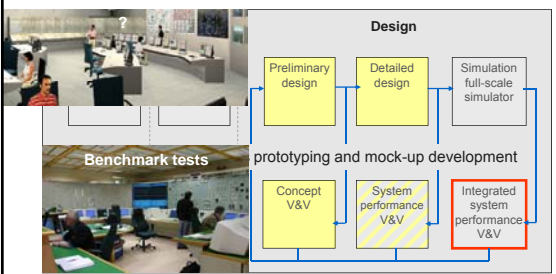 ?
Design
Preliminary
design
Detailed
design
Simulation
full-scale
simulator
Benchmark tests
prototyping and mock-up development
Concept
V&V
System
performance
V&V
Integrated
system
performance
V&V